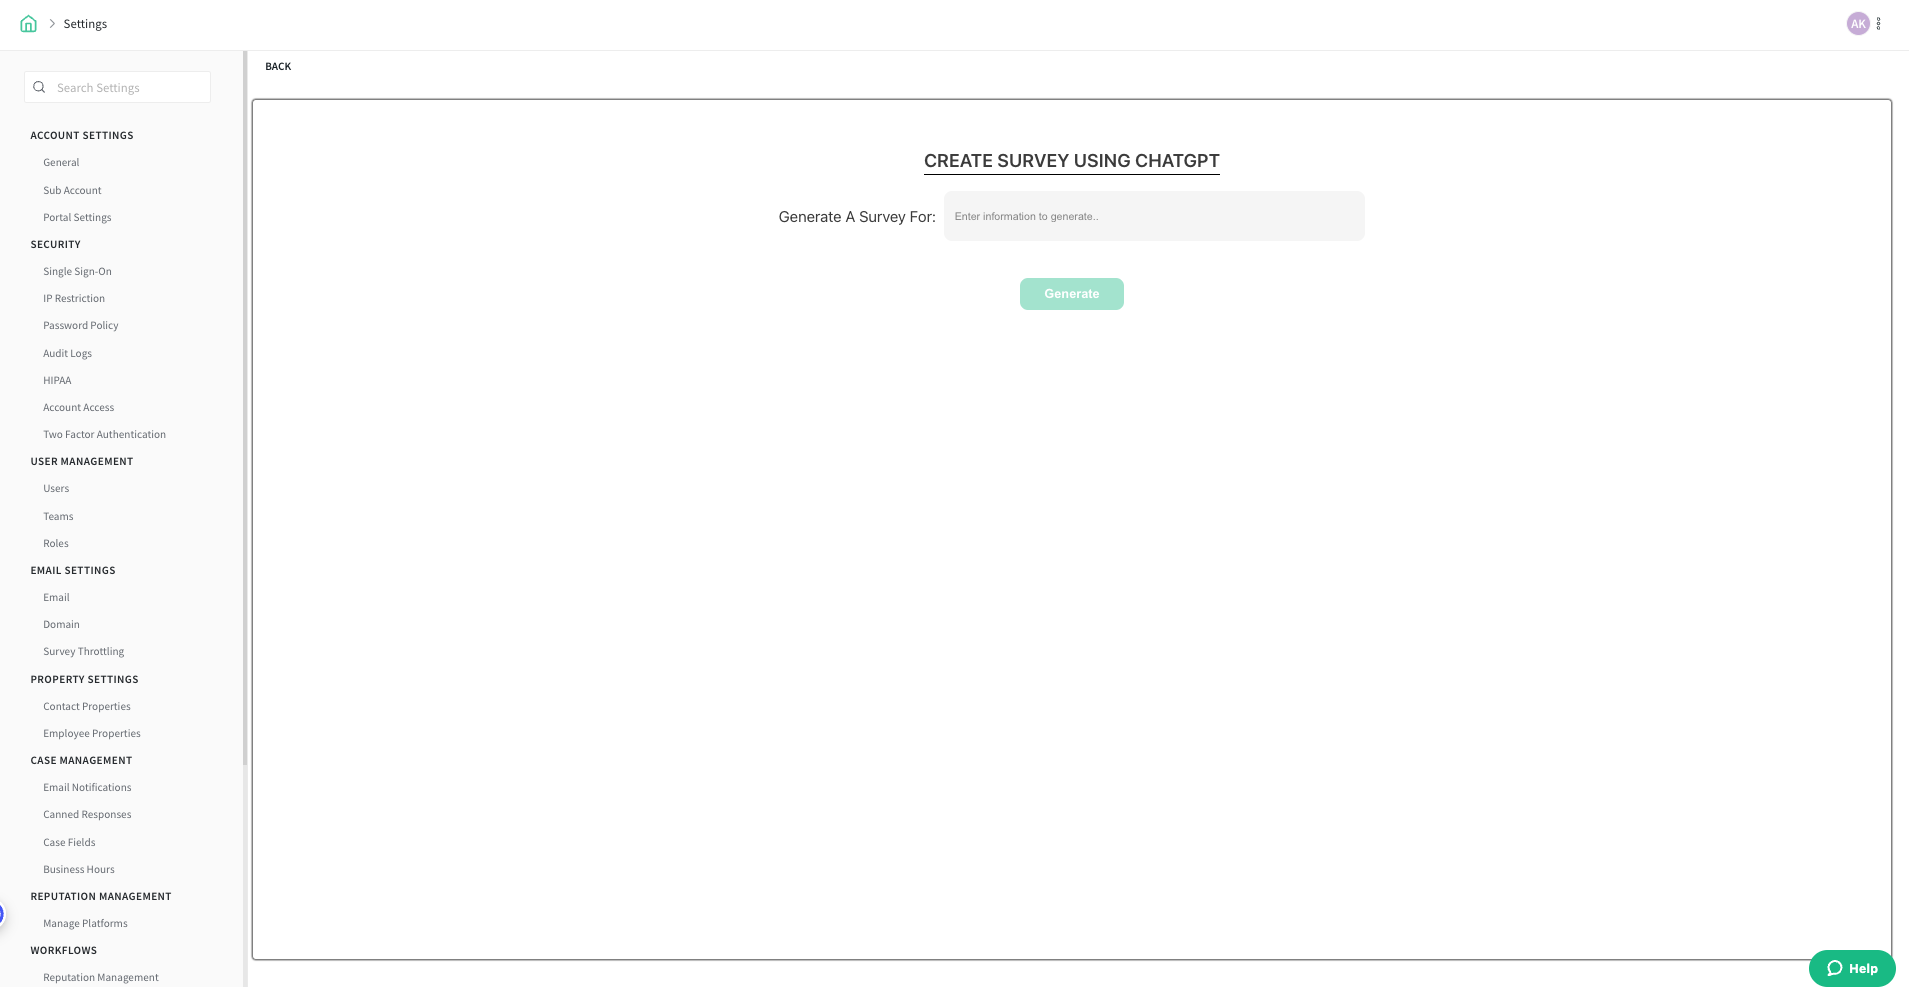 Settings
AK
Search Settings
ACCOUNT SETTINGS
General
Sub Account
Portal Settings
SECURITY
Single Sign-On
IP Restriction
Password Policy
Audit Logs
HIPAA
Account Access
Two Factor Authentication
USER MANAGEMENT
Users
Teams
Roles
EMAIL SETTINGS
Email
Domain
Survey Throttling
PROPERTY SETTINGS
Contact Properties
Employee Properties
CASE MANAGEMENT
Email Notifications
Canned Responses
Case Fields
Business Hours
REPUTATION MANAGEMENT
Manage Platforms
WORKFLOWS
Reputation Management
BACK
CREATE SURVEY USING CHATGPT
Generate A Survey For:
Enter information to generate..
Generate
Help